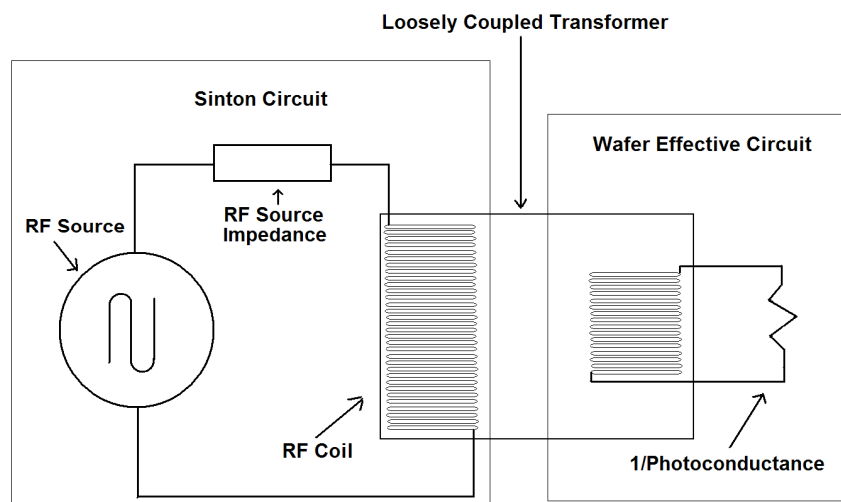 Loosely Coupled Transformer
Sinton Circuit
Wafer Effective Circuit
RF Source
RF Source
Impedance
RF Coil
1/Photoconductance